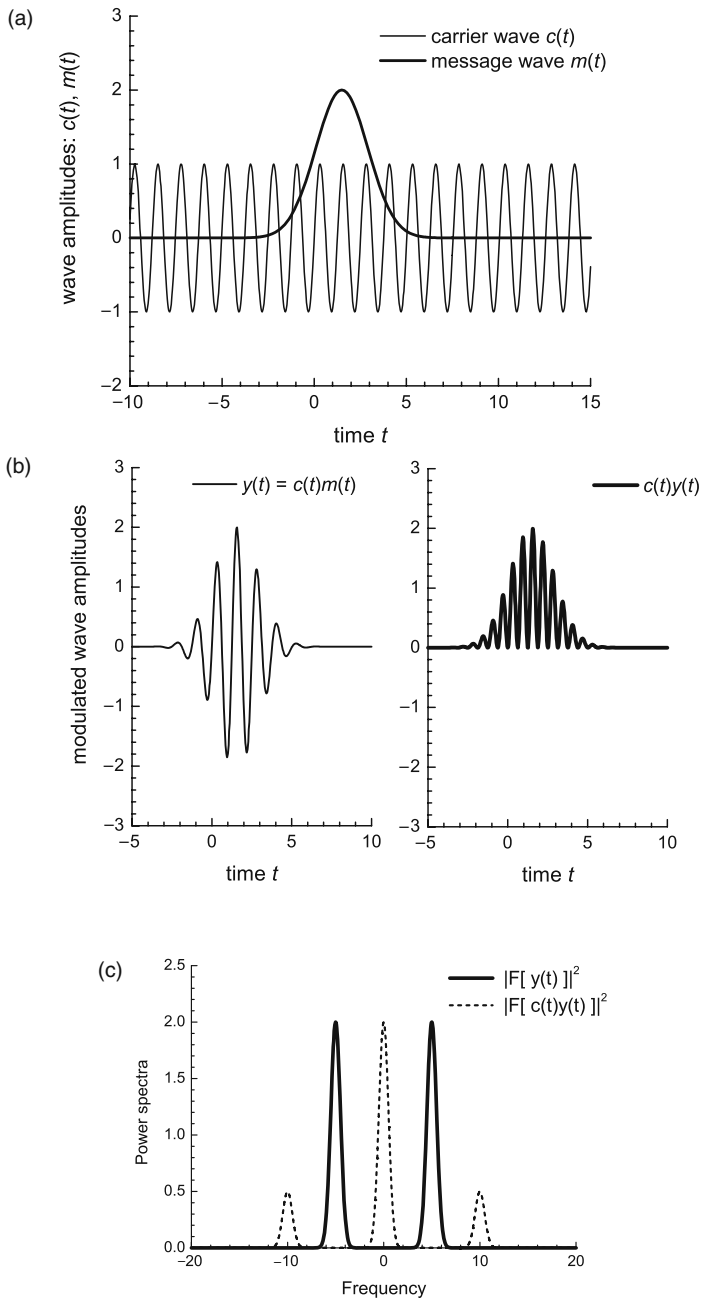 (a)
wave amplitudes: c(t), m(t)
3
2
1
0
−1
−2
carrier wave c(t)
message wave m(t)
−10 −5 0 5 10 15
time t
(b)
modulated wave amplitudes
3
2
1
0
−1
−2
−3
y(t) = c(t)m(t)
−5 0 5 10
time t
3
2
1
0
−1
−2
−3
c(t)y(t)
−5 0 5 10
time t
(c)
Power spectra
2.5
2.0
1.5
1.0
0.5
0.0
|F[ y(t) ]|²
|F[ c(t)y(t) ]|²
−20 −10 0 10 20
Frequency